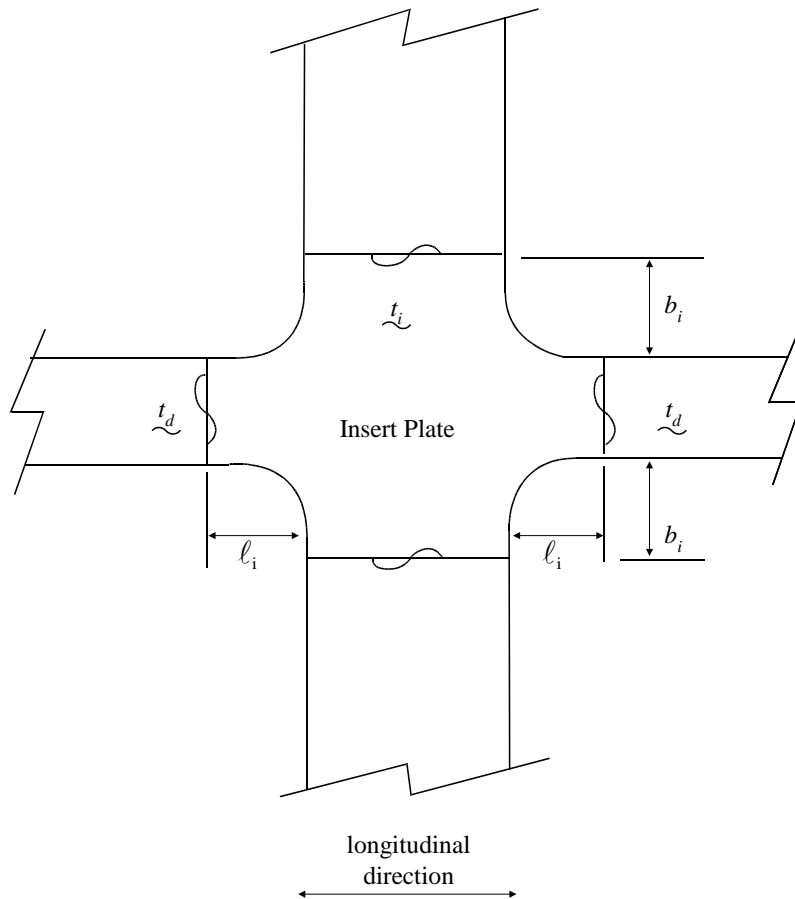 b_i
t_i
t_d
Insert Plate
t_d
b_i
ℓ_i
ℓ_i
longitudinal
direction